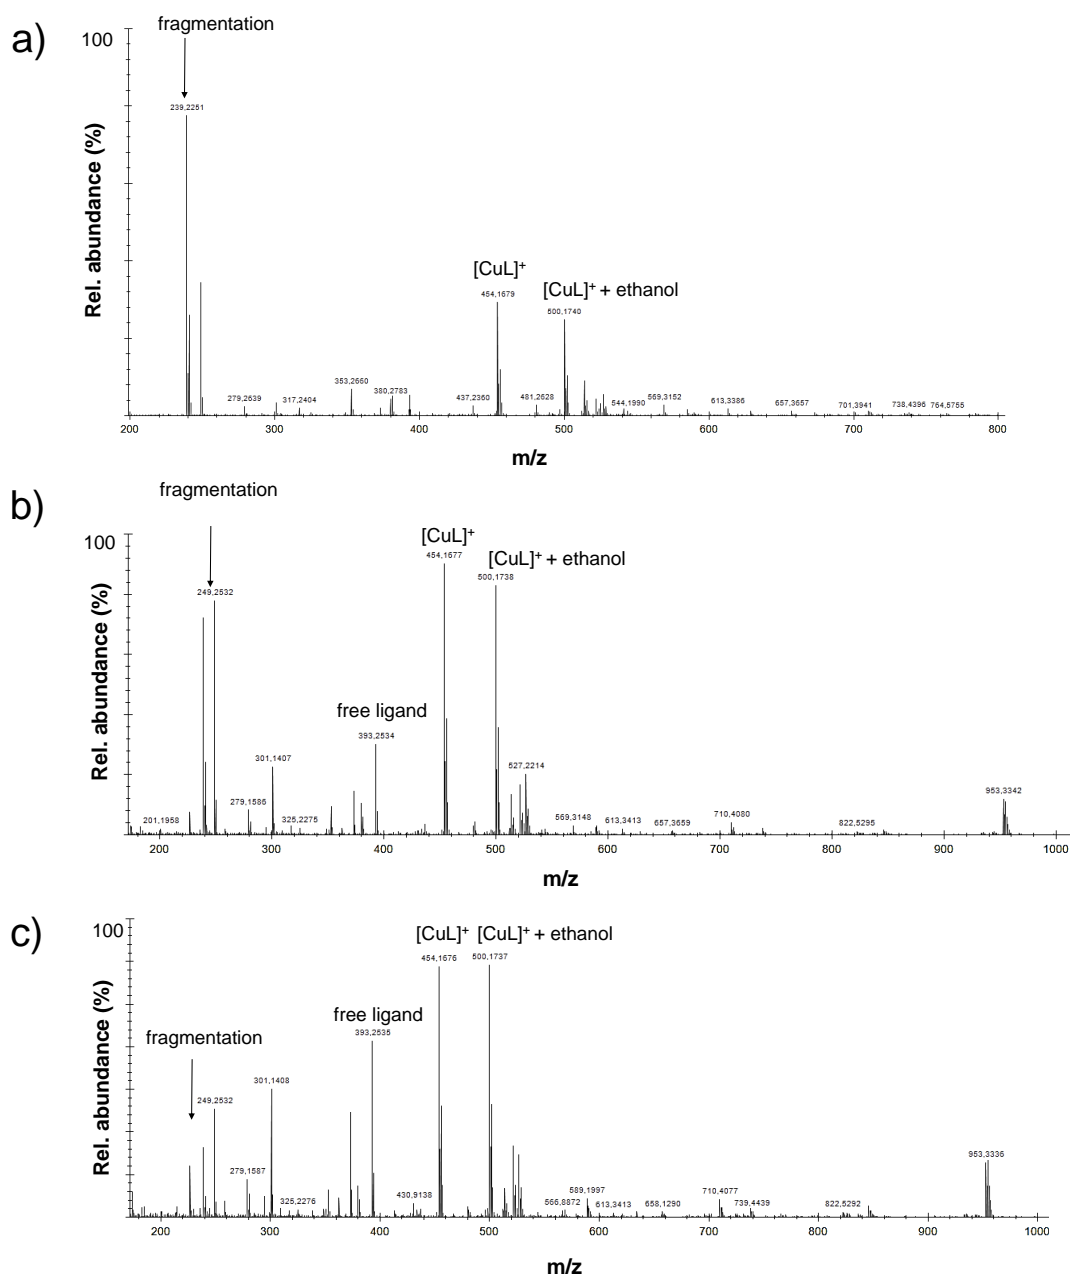 a)
fragmentation
100
239,2251
[CuL]⁺
454,1679
[CuL]⁺ + ethanol
500,1740
353,2660
380,2783
279,2639
317,2404
437,2360
481,2628
544,1990
569,3152
613,3386
657,3657
701,3941
738,4396
764,5755
Rel. abundance (%)
200 300 400 500 600 700 800
m/z
b)
fragmentation
100
[CuL]⁺
454,1677
[CuL]⁺ + ethanol
500,1738
249,2532
free ligand
393,2534
301,1407
527,2214
279,1586
201,1958
325,2275
569,3148
613,3413
657,3659
710,4080
822,5295
953,3342
Rel. abundance (%)
200 300 400 500 600 700 800 900 1000
m/z
c)
100
[CuL]⁺ [CuL]⁺ + ethanol
454,1676
500,1737
free ligand
393,2535
fragmentation
301,1408
249,2532
279,1587
325,2276
430,9138
566,8872
589,1997
613,3413
658,1290
710,4077
739,4439
822,5292
953,3336
Rel. abundance (%)
200 300 400 500 600 700 800 900 1000
m/z